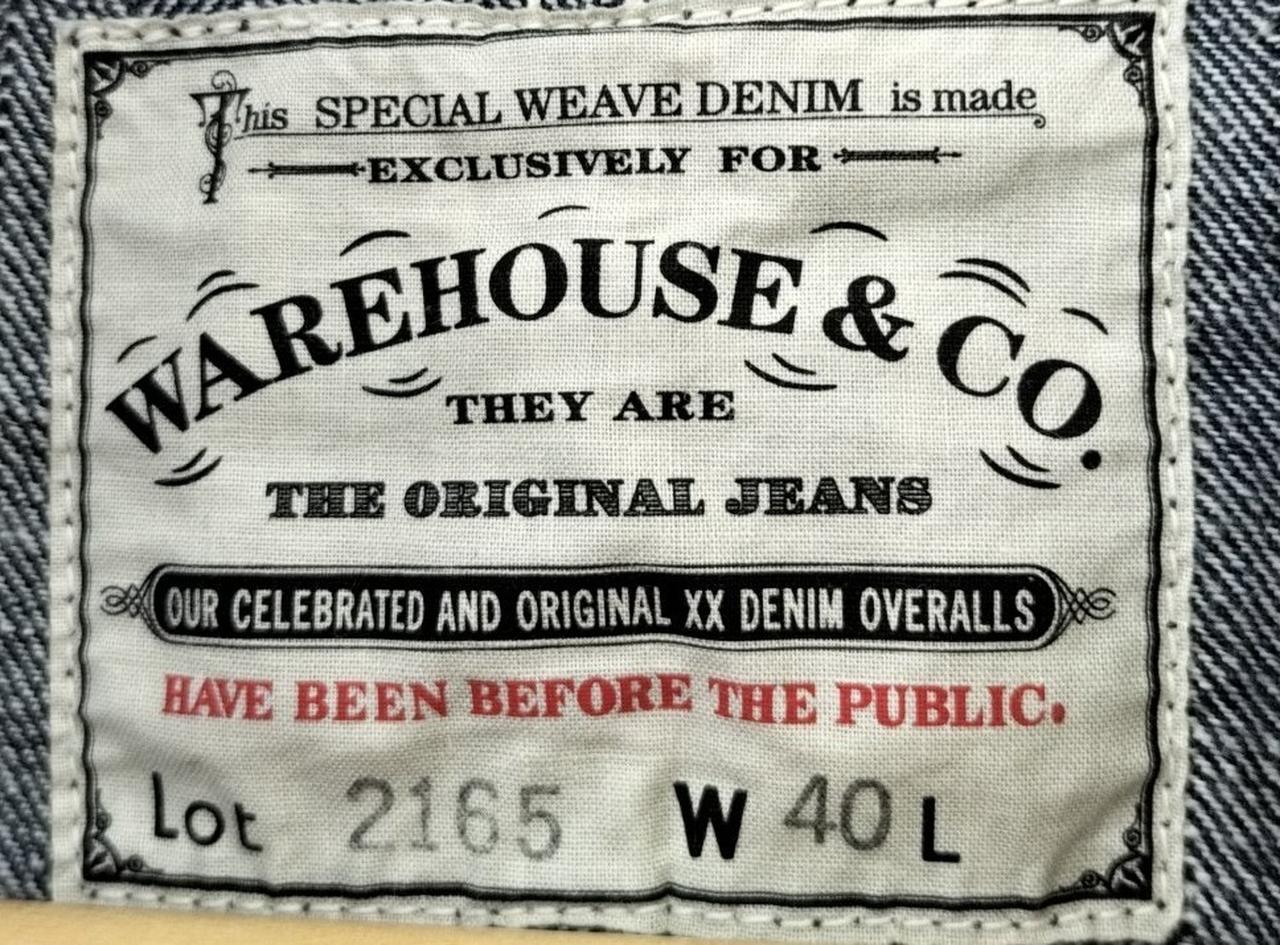 This SPECIAL WEAVE DENIM is made
EXCLUSIVELY FOR
WAREHOUSE & CO.
THEY ARE
THE ORIGINAL JEANS
OUR CELEBRATED AND ORIGINAL XX DENIM OVERALLS
HAVE BEEN BEFORE THE PUBLIC.
Lot 2165 W 40 L